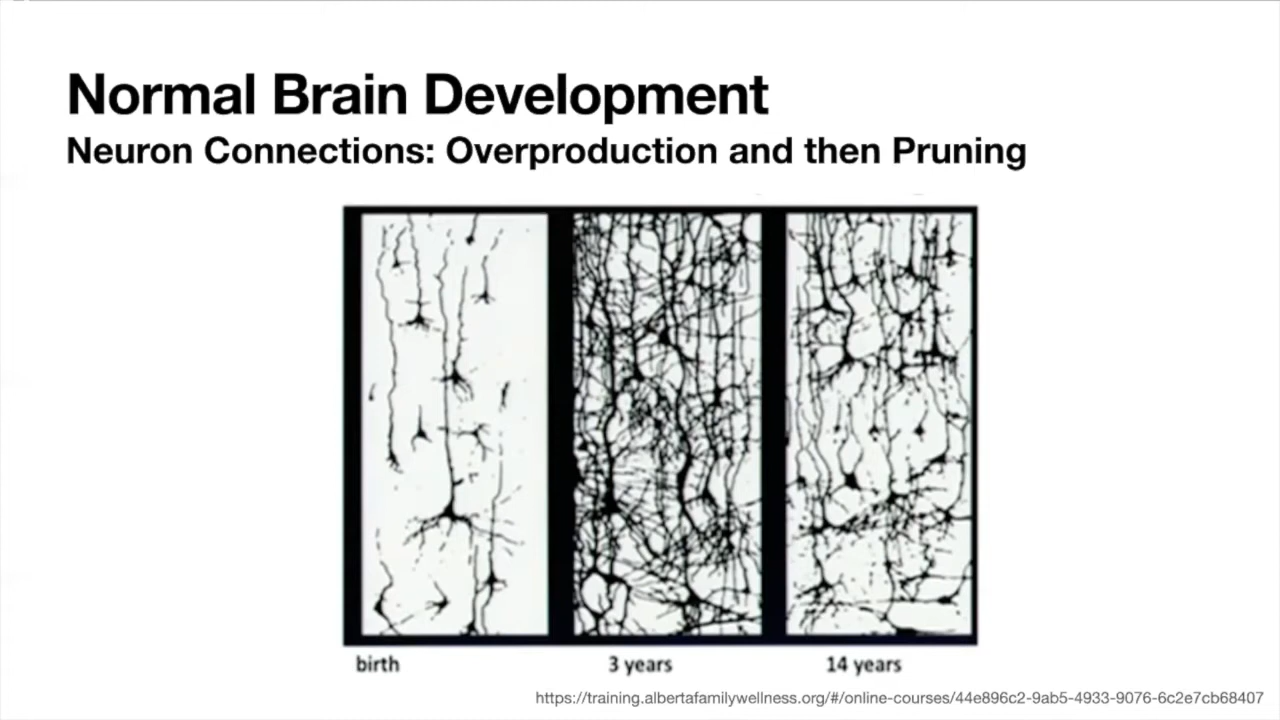 Normal Brain Development
Neuron Connections: Overproduction and then Pruning
birth
3 years
14 years
https://training.albertafamilywellness.org/#/online-courses/44e896c2-9ab5-4933-9076-6c2e7cb68407